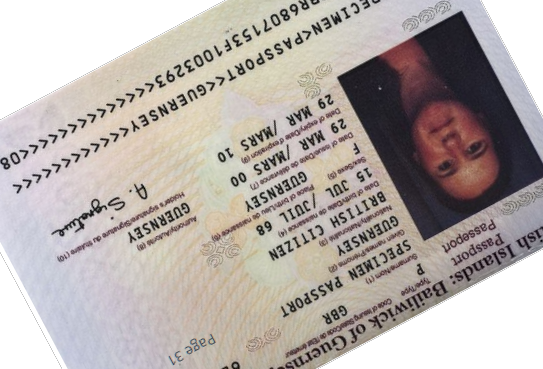 ish Islands: Bailiwick of Guernse
Passport
Passeport
Type/Type
Code of Issuing State/Code de l'État émetteur
P
GBR
Surname/Nom (1)
SPECIMEN PASSPORT
Given names/Prénoms (2)
GUERNSEY
Nationality/Nationalité (3)
BRITISH CITIZEN
Date of birth/Date de naissance (4)
15 JUL /JUIL 68
Sex/Sexe (5)
Place of birth/Lieu de naissance (6)
F
GUERNSEY
Date of issue/Date de délivrance (7)
29 MAR /MARS 00
Date of expiry/Date d'expiration (9)
29 MAR /MARS 10
Authority/Autorité (8)
GUERNSEY
Holder's signature/Signature du titulaire (10)
A. Signature
Page 31
PECIMEN<PASSPORT<<GUERNSEY<<<<<<<<<<<
BR6807153F1003293<<<<<<<<<<<<<<08